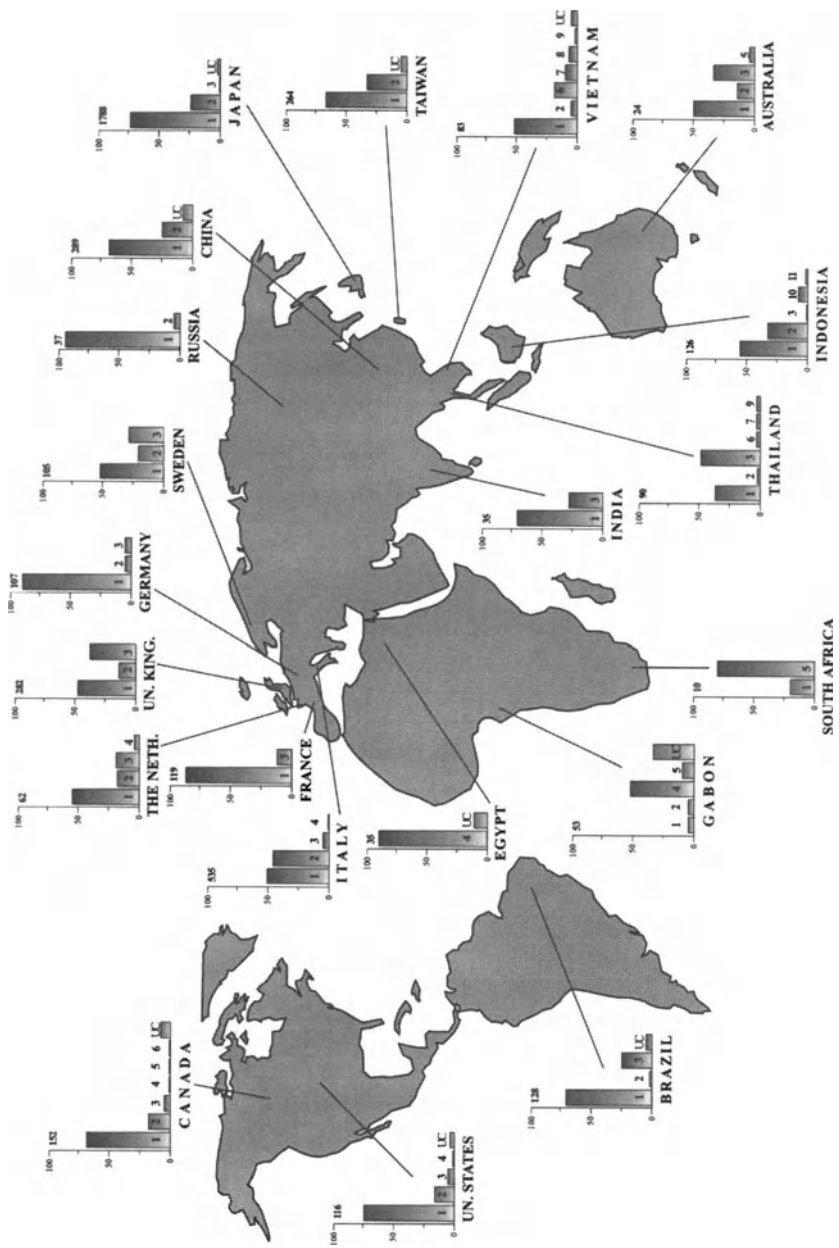 152
100
50
0
1 2 3 4 5 6 UC
CANADA
62
100
50
0
1 2 3 4
THE NETH.
282
100
50
0
1 2 3
UN. KING.
107
100
50
0
1 2 3
GERMANY
105
100
50
0
1 2 3
SWEDEN
37
100
50
0
1 2
RUSSIA
289
100
50
0
1 2 UC
CHINA
1788
100
50
0
1 2 3 UC
JAPAN
119
100
50
0
1 3
FRANCE
535
100
50
0
1 2 3 4
ITALY
264
100
50
0
1 2 UC
TAIWAN
116
100
50
0
1 2 3 4 UC
UN. STATES
35
100
50
0
4 UC
EGYPT
85
100
50
0
1 2 6 7 8 9 UC
VIETNAM
35
100
50
0
1 3
INDIA
128
100
50
0
1 2 3 UC
BRAZIL
53
100
50
0
1 2 4 5 UC
GABON
10
100
50
0
1 5
SOUTH AFRICA
90
100
50
0
1 2 3 6 7 9
THAILAND
126
100
50
0
1 2 3 10 11
INDONESIA
24
100
50
0
1 2 3 5
AUSTRALIA